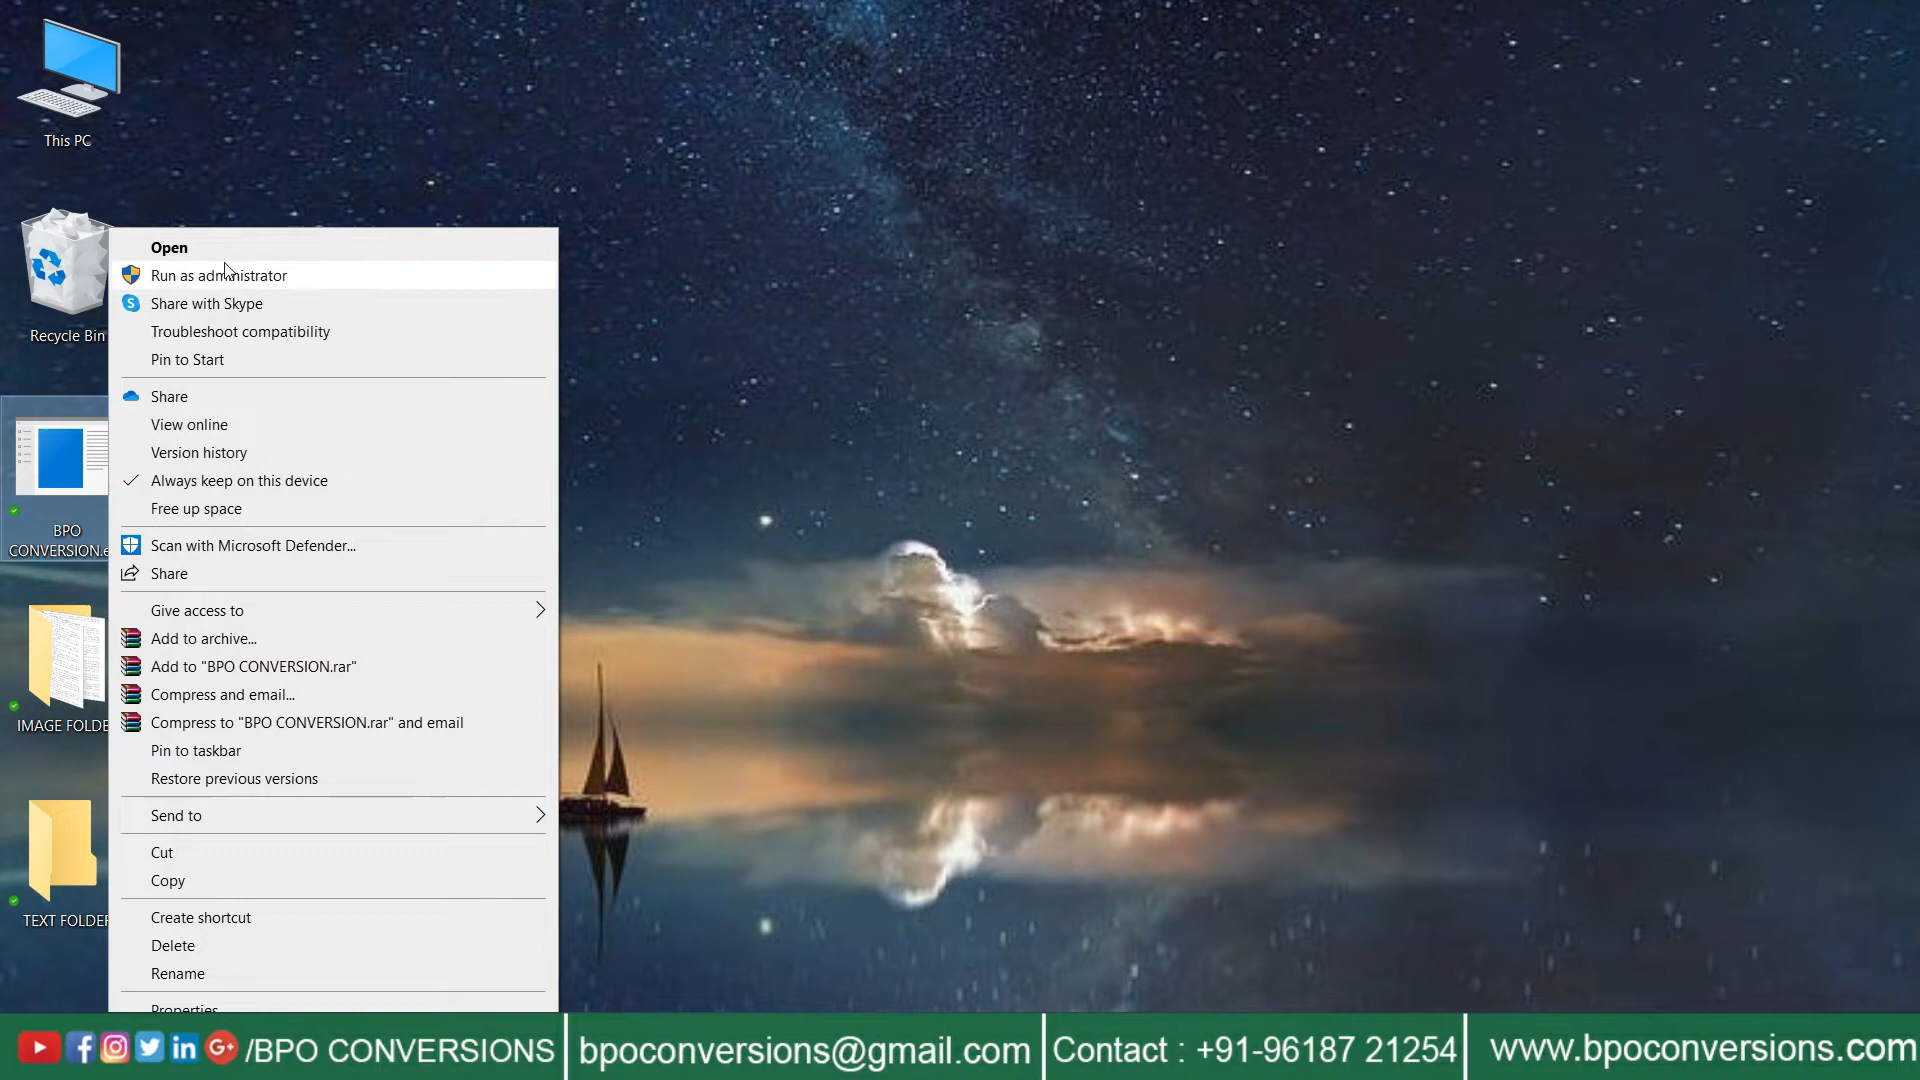 This PC
Recycle Bin
BPO
CONVERSION.e
IMAGE FOLDE
TEXT FOLDER
Open
Run as administrator
Share with Skype
Troubleshoot compatibility
Pin to Start
Share
View online
Version history
Always keep on this device
Free up space
Scan with Microsoft Defender...
Share
Give access to
Add to archive...
Add to "BPO CONVERSION.rar"
Compress and email...
Compress to "BPO CONVERSION.rar" and email
Pin to taskbar
Restore previous versions
Send to
Cut
Copy
Create shortcut
Delete
Rename
Properties
/BPO CONVERSIONS
bpoconversions@gmail.com
Contact : +91-96187 21254
www.bpoconversions.com